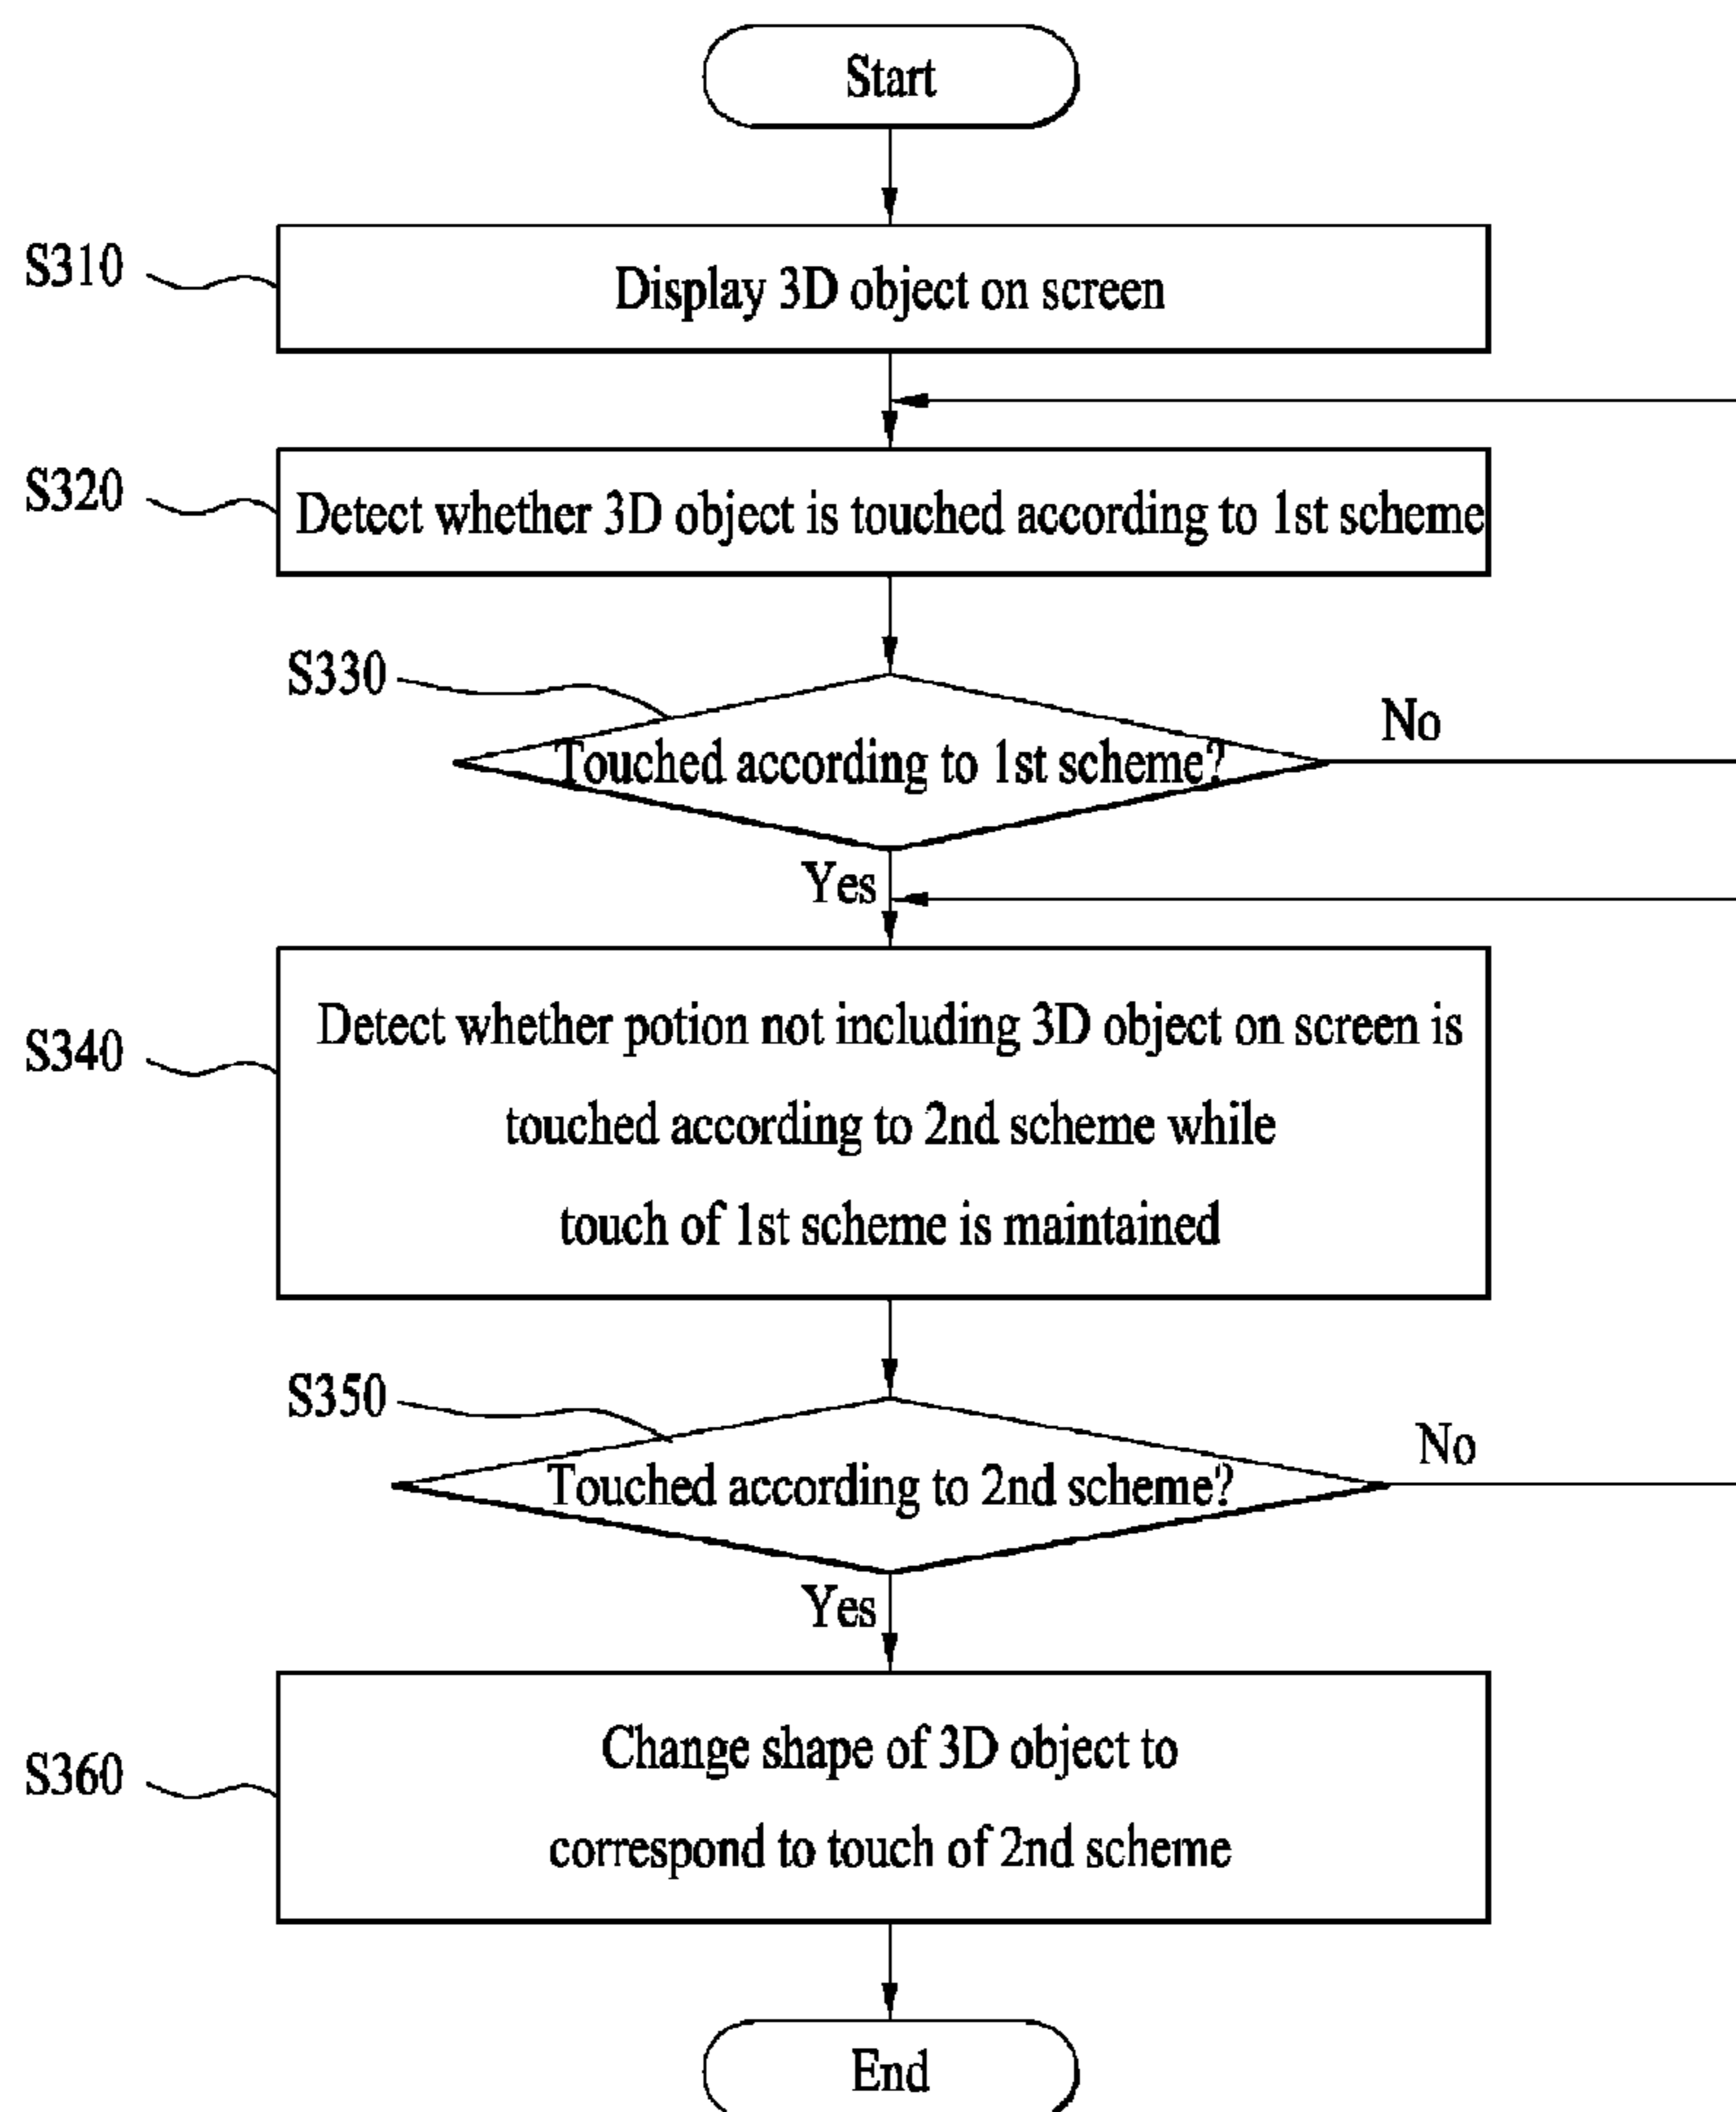 Start
S310
Display 3D object on screen
S320
Detect whether 3D object is touched according to 1st scheme
S330
Touched according to 1st scheme?
No
Yes
S340
Detect whether potion not including 3D object on screen is
touched according to 2nd scheme while
touch of 1st scheme is maintained
S350
Touched according to 2nd scheme?
No
Yes
S360
Change shape of 3D object to
correspond to touch of 2nd scheme
End